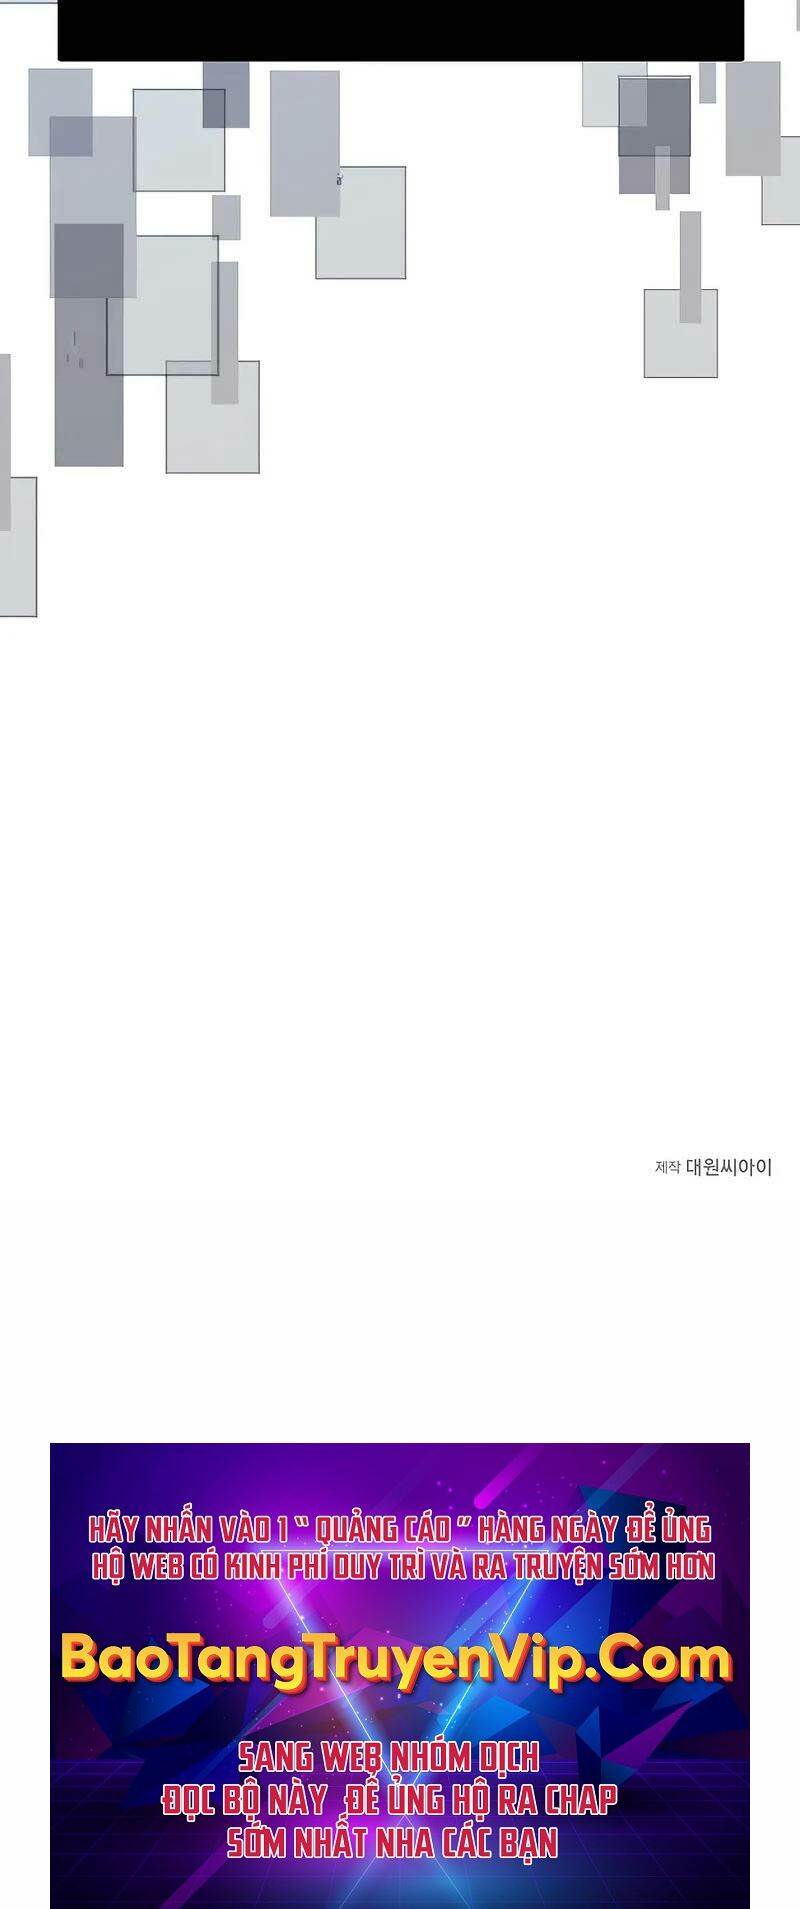 제작 대원씨아이
HÃY NHẤN VÀO 1 “ QUẢNG CÁO ” HÀNG NGÀY ĐỂ ỦNG
HỘ WEB CÓ KINH PHÍ DUY TRÌ VÀ RA TRUYỆN SỚM HƠN
BaoTangTruyenVip.Com
SANG WEB NHÓM DỊCH
ĐỌC BỘ NÀY ĐỂ ỦNG HỘ RA CHAP
SỚM NHẤT NHA CÁC BẠN